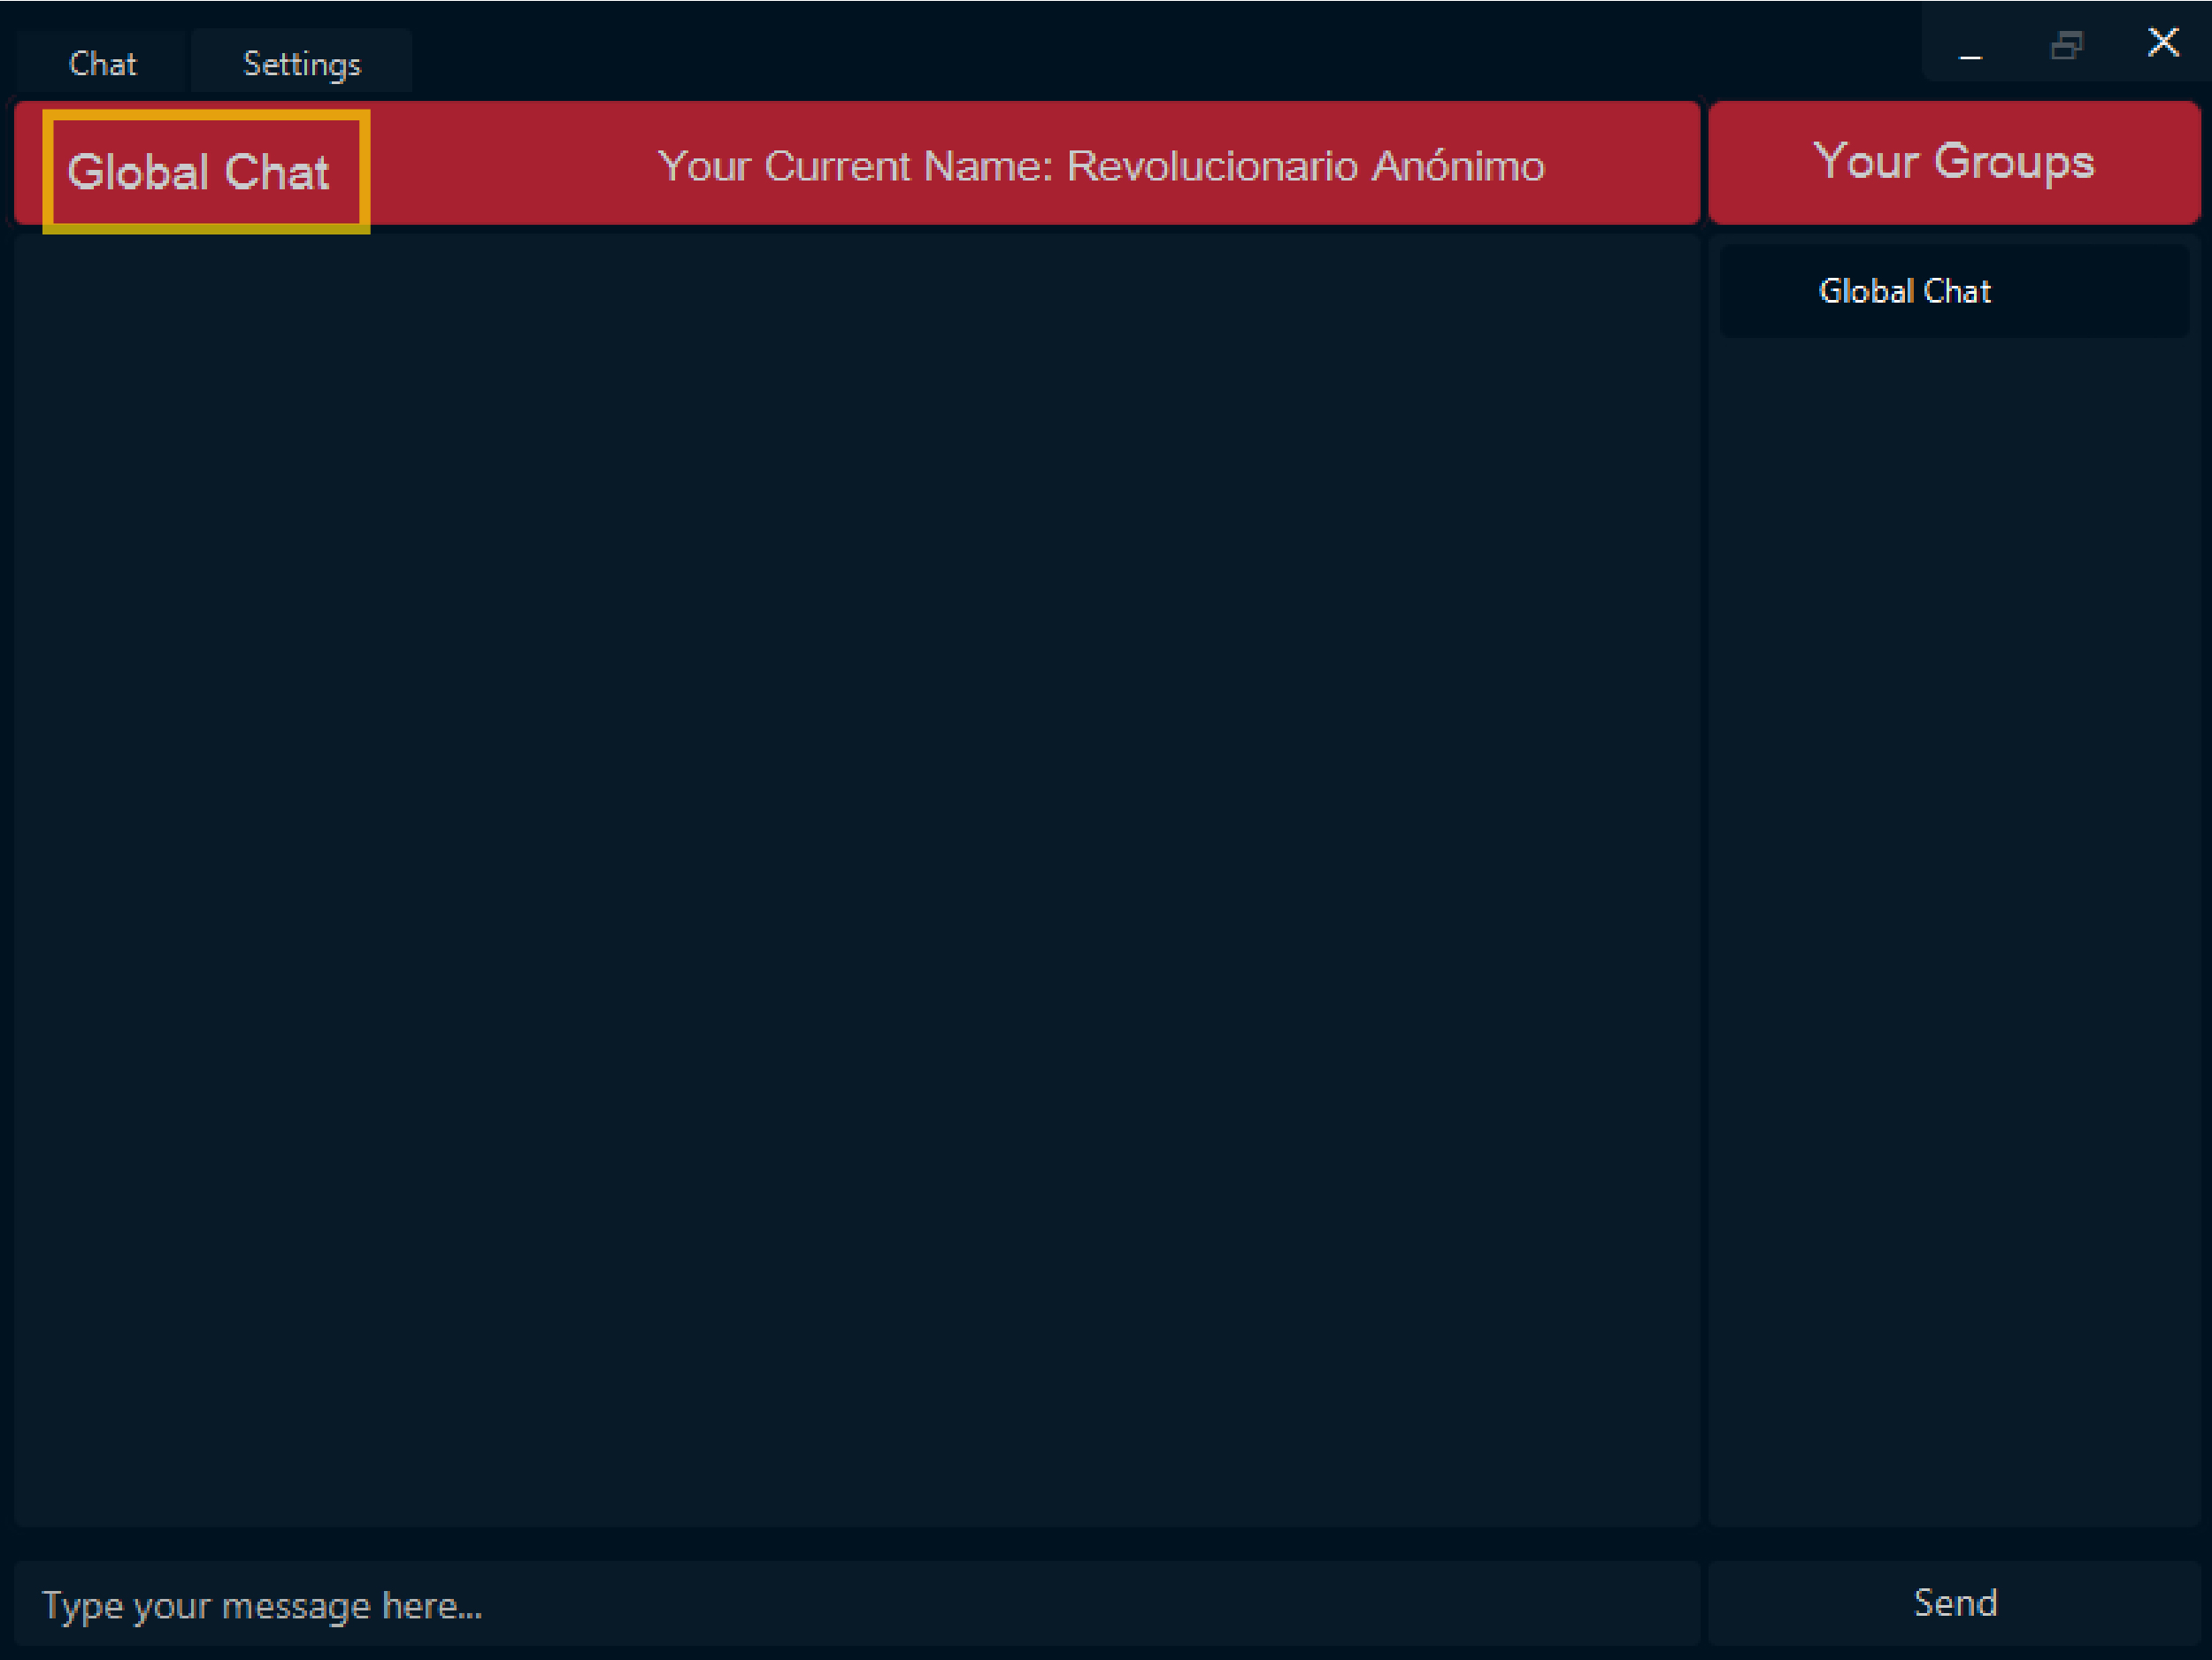 Chat
Settings
Global Chat
Your Current Name: Revolucionario Anónimo
Your Groups
Global Chat
Type your message here...
Send